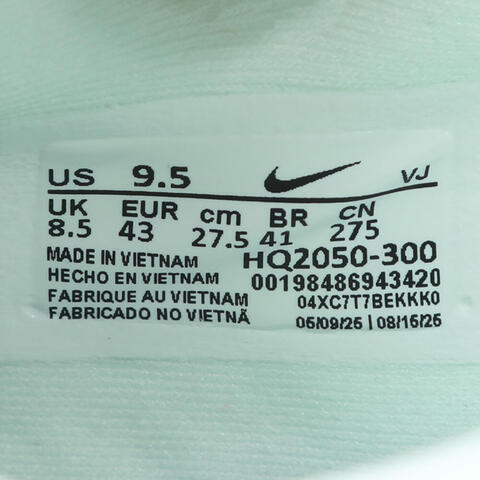 US 9.5 VJ
UK EUR cm BR CN
8.5 43 27.5 41 275
MADE IN VIETNAM HQ2050-300
HECHO EN VIETNAM 00198486943420
FABRIQUE AU VIETNAM 04XC7T7BEKKK0
FABRICADO NO VIETNÃ 05/09/25 | 08/15/25